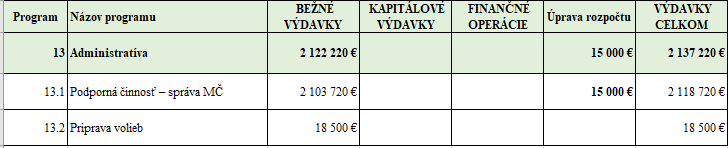 Program Názov programu BEŽNÉ VÝDAVKY KAPITÁLOVÉ VÝDAVKY FINANČNÉ OPERÁCIE Úprava rozpočtu VÝDAVKY CELKOM
13 Administratíva 2 122 220 € 15 000 € 2 137 220 €
13.1 Podporná činnosť – správa MČ 2 103 720 € 15 000 € 2 118 720 €
13.2 Príprava volieb 18 500 € 18 500 €